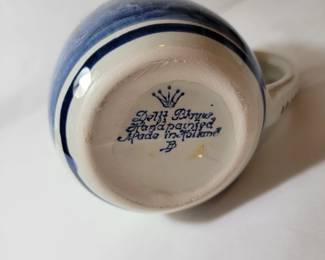 Delft Blauw
Handpainted
Made in Holland
B